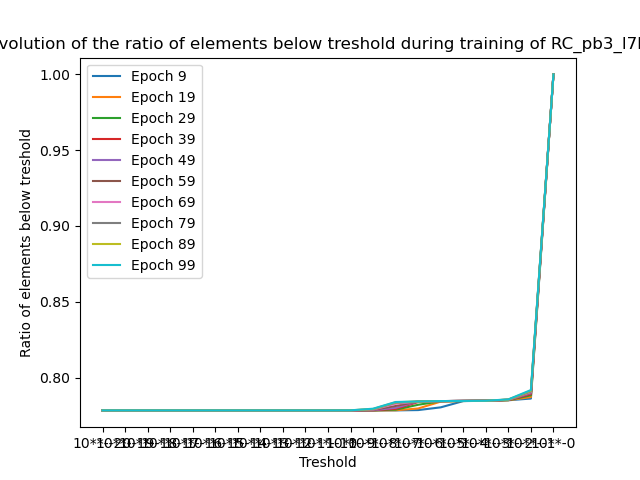 volution of the ratio of elements below treshold during training of RC_pb3_l7
1.00
0.95
0.90
0.85
0.80
Ratio of elements below treshold
Epoch 9
Epoch 19
Epoch 29
Epoch 39
Epoch 49
Epoch 59
Epoch 69
Epoch 79
Epoch 89
Epoch 99
Treshold